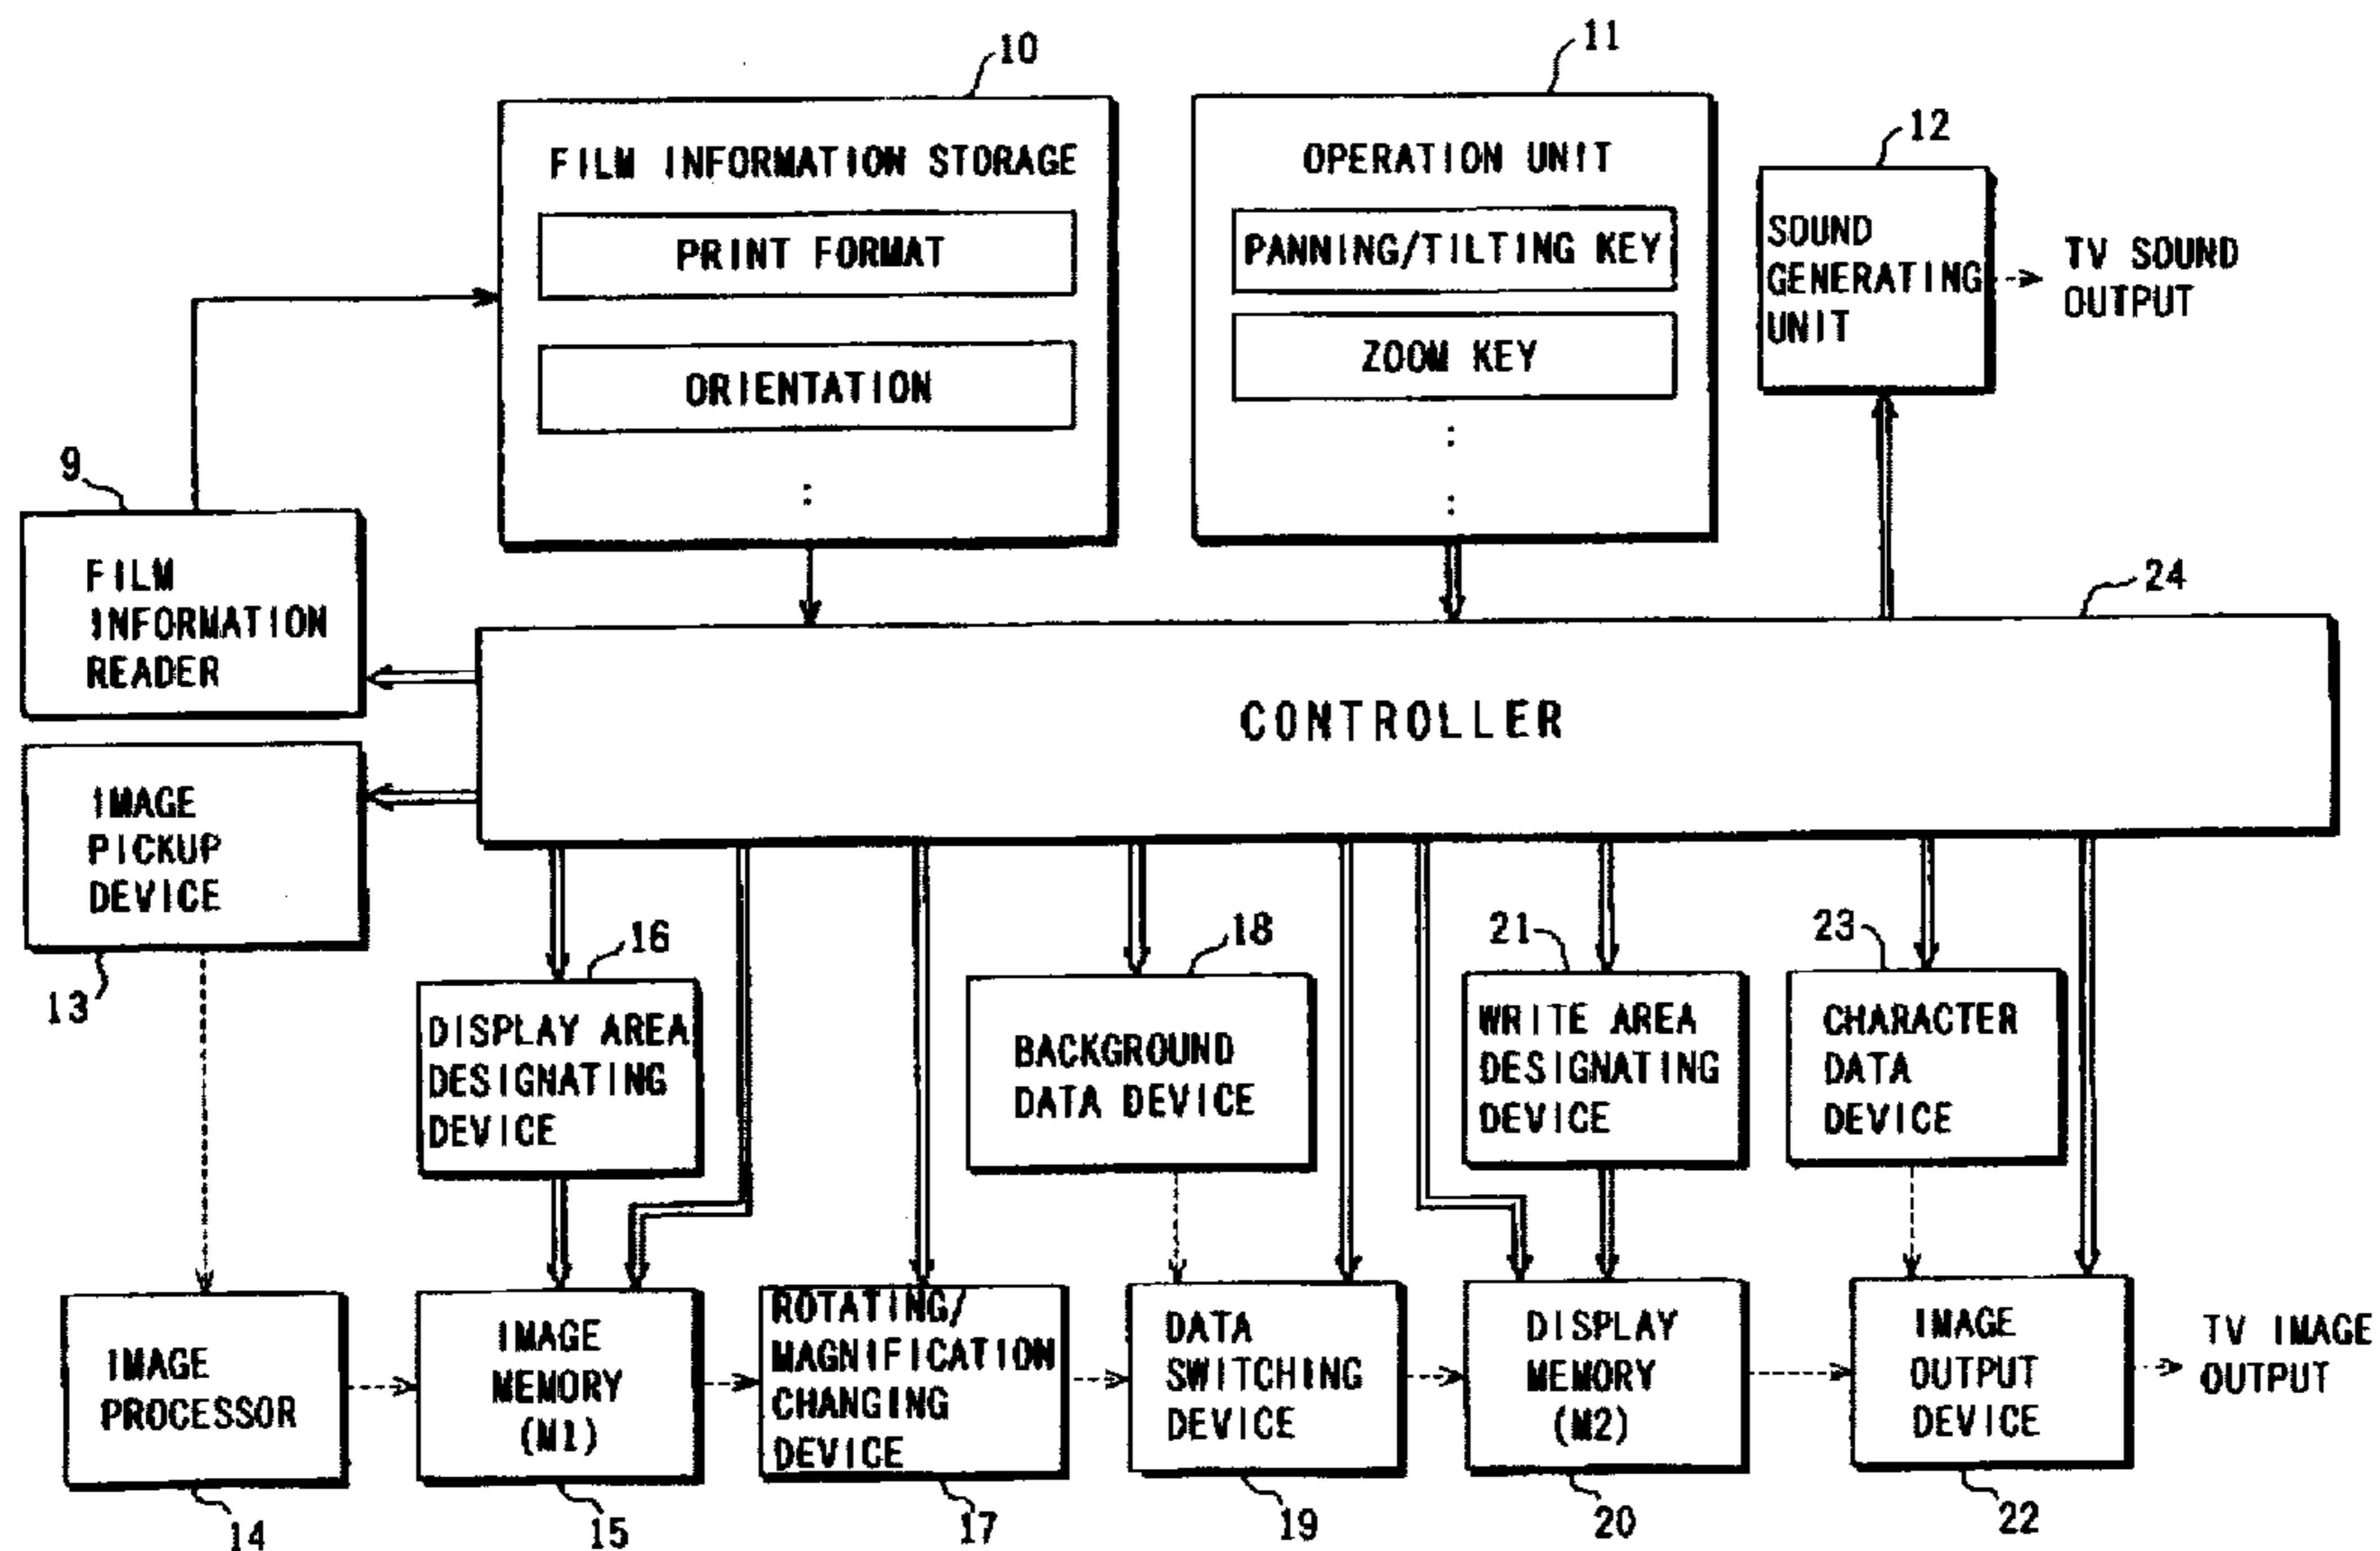 10
11
12
FILM INFORMATION STORAGE
PRINT FORMAT
ORIENTATION
:
OPERATION UNIT
PANNING/TILTING KEY
ZOOM KEY
:
:
SOUND
GENERATING
UNIT
TV SOUND
OUTPUT
9
FILM
INFORMATION
READER
24
CONTROLLER
IMAGE
PICKUP
DEVICE
13
16
DISPLAY AREA
DESIGNATING
DEVICE
18
BACKGROUND
DATA DEVICE
21
WRITE AREA
DESIGNATING
DEVICE
23
CHARACTER
DATA
DEVICE
IMAGE
PROCESSOR
14
IMAGE
MEMORY
(M1)
15
ROTATING/
MAGNIFICATION
CHANGING
DEVICE
17
DATA
SWITCHING
DEVICE
19
DISPLAY
MEMORY
(M2)
20
IMAGE
OUTPUT
DEVICE
22
TV IMAGE
OUTPUT